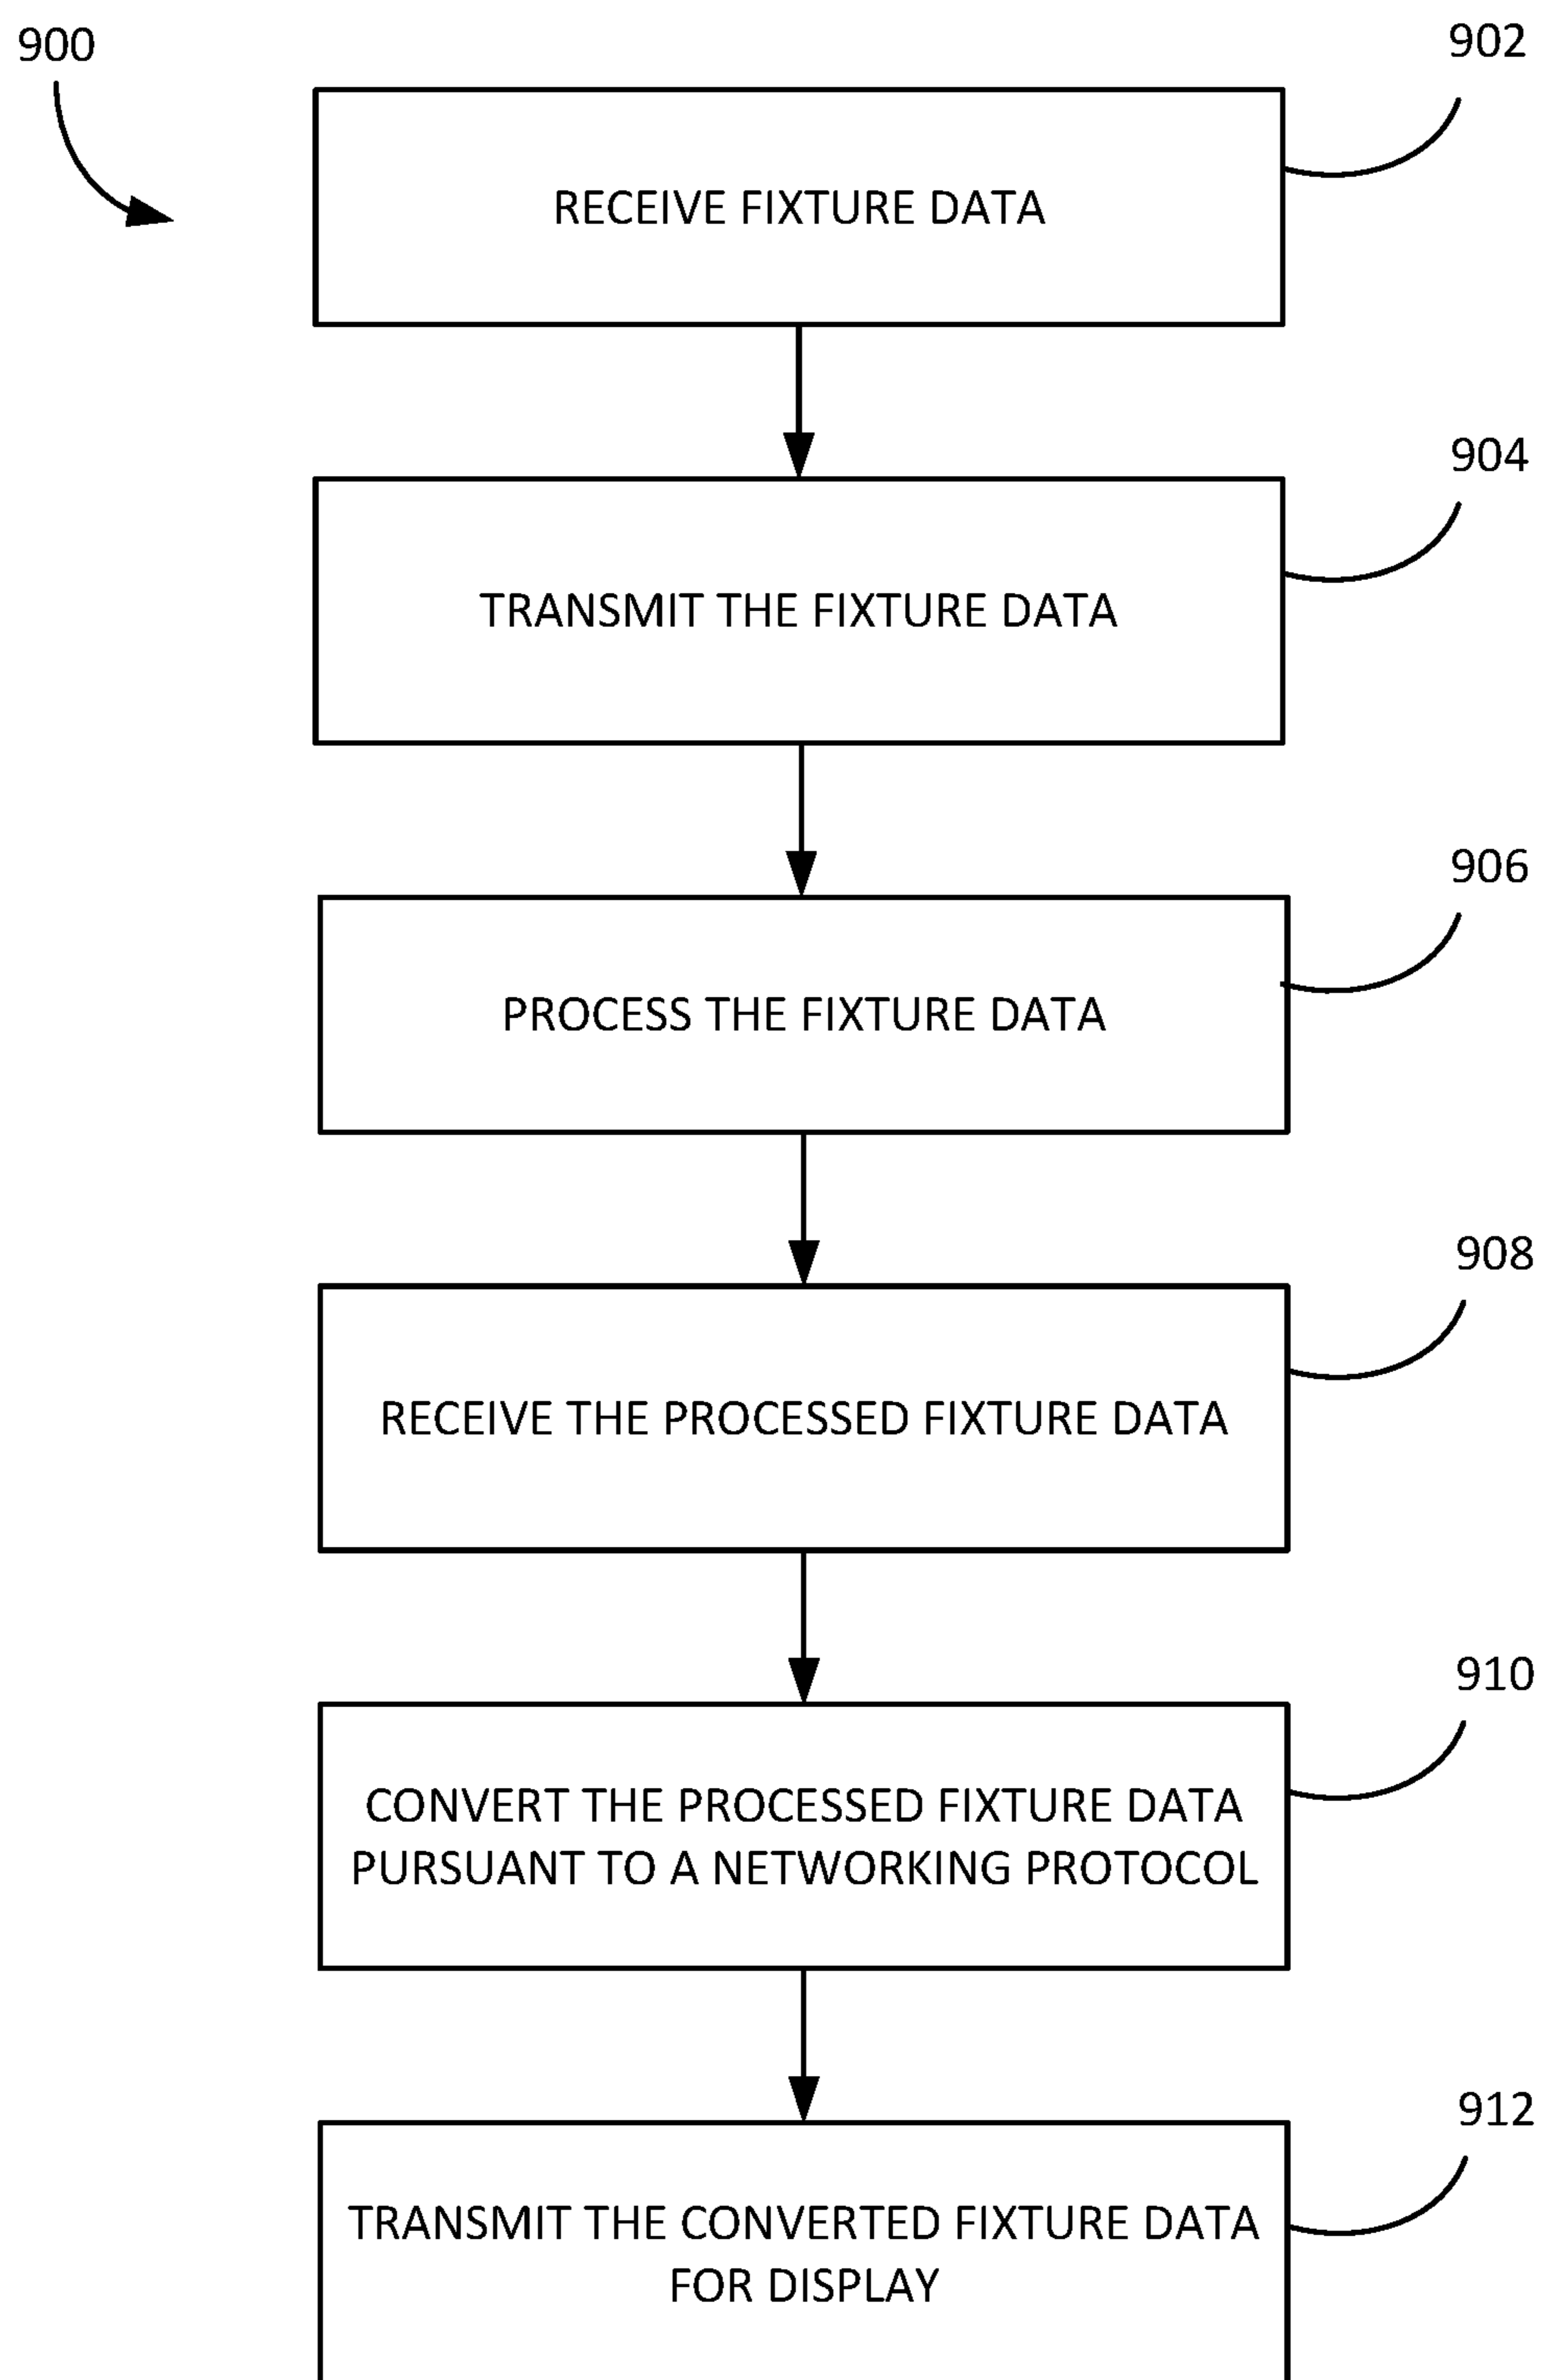 900
902
RECEIVE FIXTURE DATA
904
TRANSMIT THE FIXTURE DATA
906
PROCESS THE FIXTURE DATA
908
RECEIVE THE PROCESSED FIXTURE DATA
910
CONVERT THE PROCESSED FIXTURE DATA
PURSUANT TO A NETWORKING PROTOCOL
912
TRANSMIT THE CONVERTED FIXTURE DATA
FOR DISPLAY